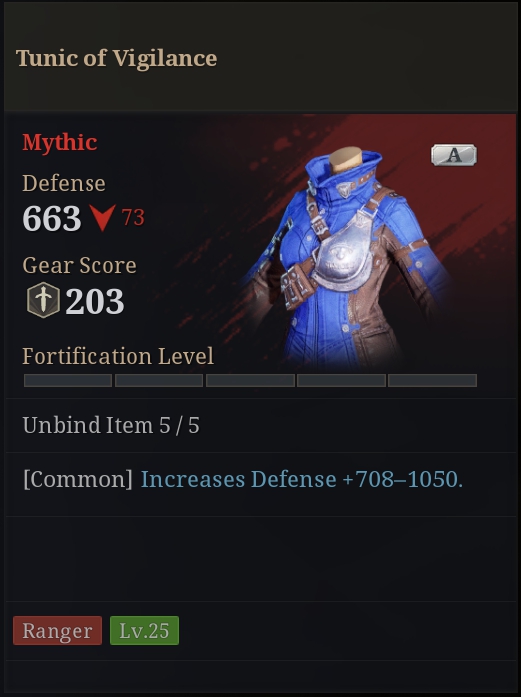 Tunic of Vigilance
Mythic
A
Defense
663 73
Gear Score
203
Fortification Level
Unbind Item 5 / 5
[Common] Increases Defense +708–1050.
Ranger Lv.25